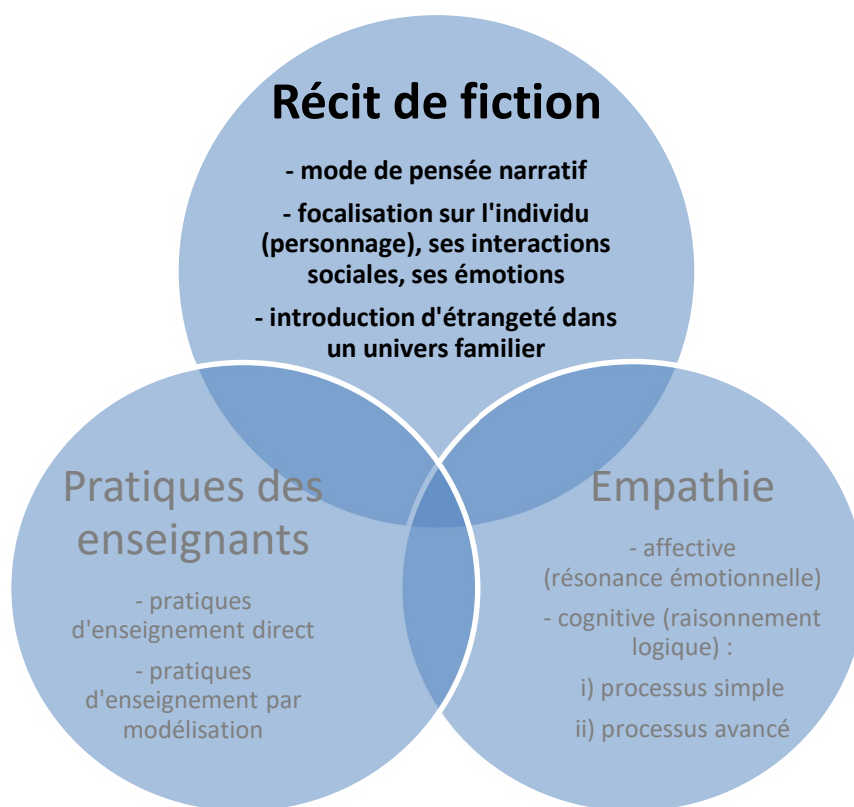 Récit de fiction
- mode de pensée narratif
- focalisation sur l'individu
(personnage), ses interactions
sociales, ses émotions
- introduction d'étrangeté dans
un univers familier
Pratiques des
enseignants
- pratiques
d'enseignement direct
- pratiques
d'enseignement par
modélisation
Empathie
- affective
(résonance émotionnelle)
- cognitive (raisonnement
logique) :
i) processus simple
ii) processus avancé